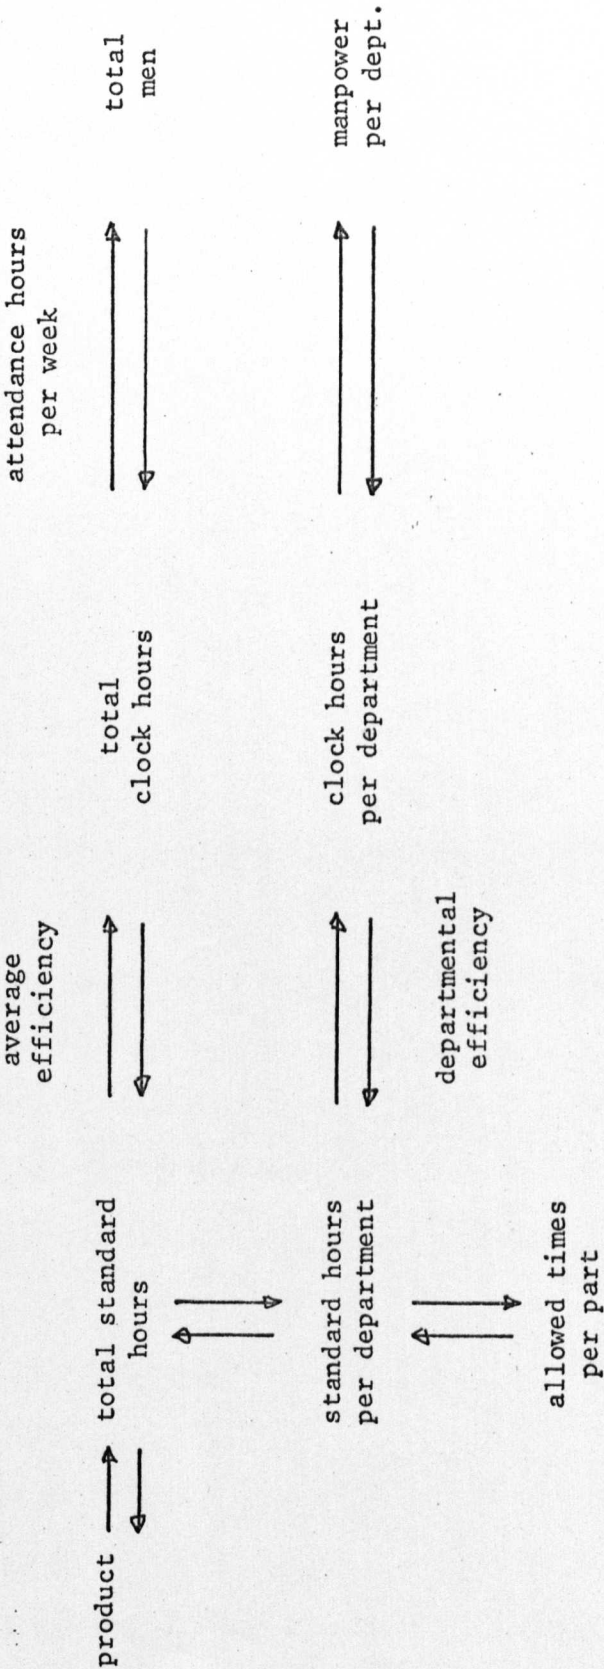 average
efficiency
attendance hours
per week
product
total standard
hours
total
clock hours
total
men
standard hours
per department
clock hours
per department
manpower
per dept.
departmental
efficiency
allowed times
per part